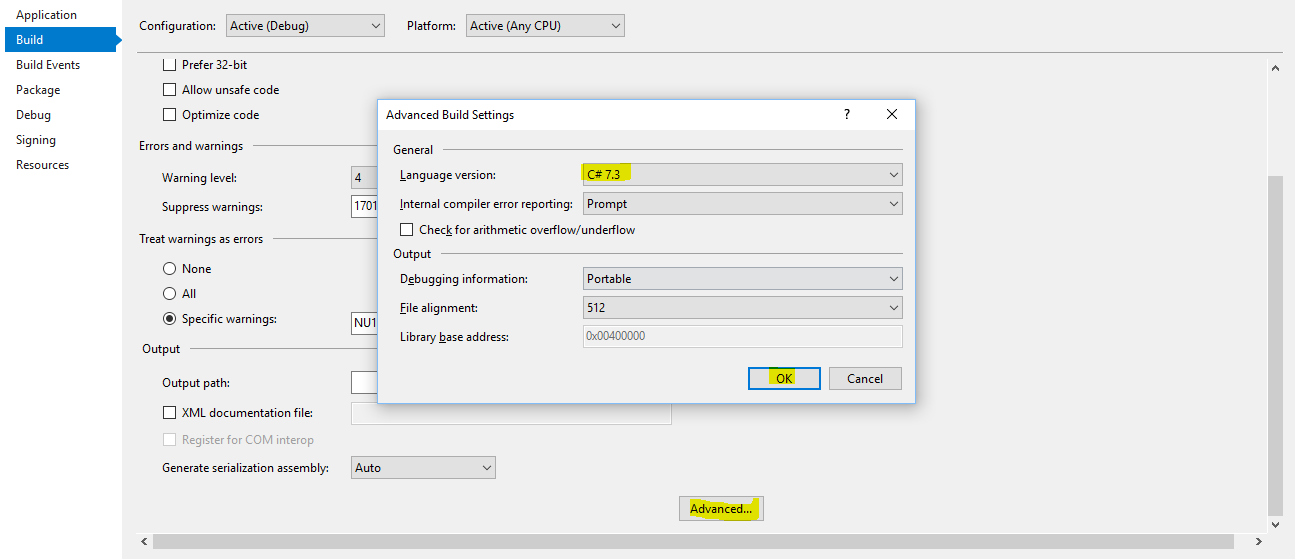 Application
Build
Build Events
Package
Debug
Signing
Resources
Configuration: Active (Debug) Platform: Active (Any CPU)
Prefer 32-bit
Allow unsafe code
Optimize code
Errors and warnings
Warning level: 4
Suppress warnings: 1701
Treat warnings as errors
None
All
Specific warnings: NU1
Output
Output path:
XML documentation file:
Register for COM interop
Generate serialization assembly: Auto
Advanced...
Advanced Build Settings ?
General
Language version: C# 7.3
Internal compiler error reporting: Prompt
Check for arithmetic overflow/underflow
Output
Debugging information: Portable
File alignment: 512
Library base address: 0x00400000
OK Cancel